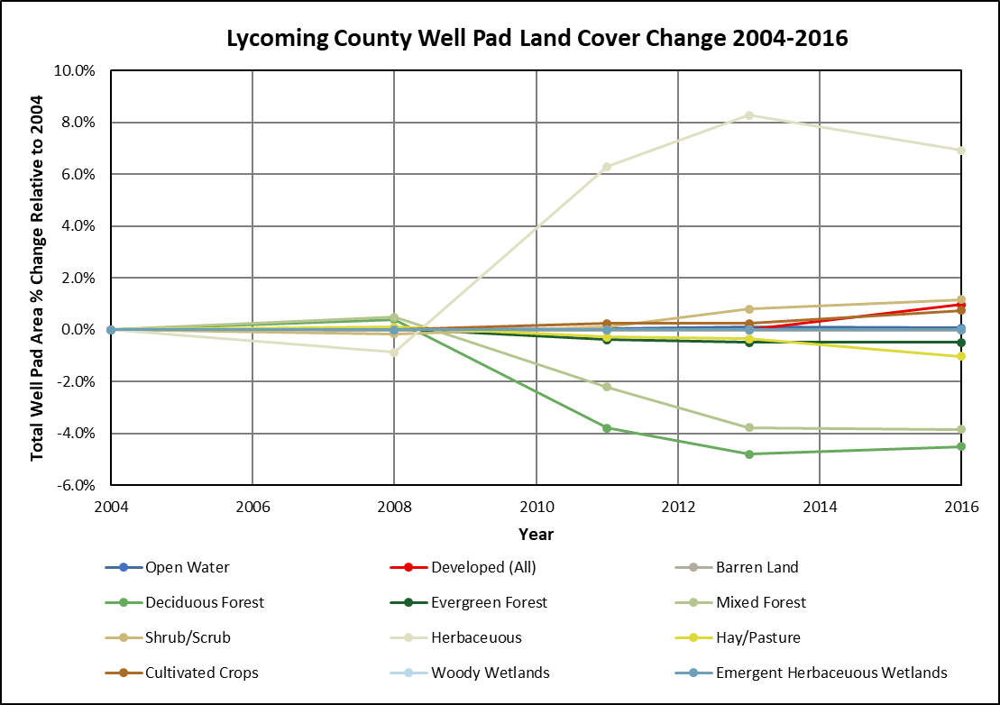 Lycoming County Well Pad Land Cover Change 2004-2016
Total Well Pad Area % Change Relative to 2004
10.0%
8.0%
6.0%
4.0%
2.0%
0.0%
-2.0%
-4.0%
-6.0%
2004 2006 2008 2010 2012 2014 2016
Year
Open Water Developed (All) Barren Land
Deciduous Forest Evergreen Forest Mixed Forest
Shrub/Scrub Herbaceuous Hay/Pasture
Cultivated Crops Woody Wetlands Emergent Herbaceuous Wetlands